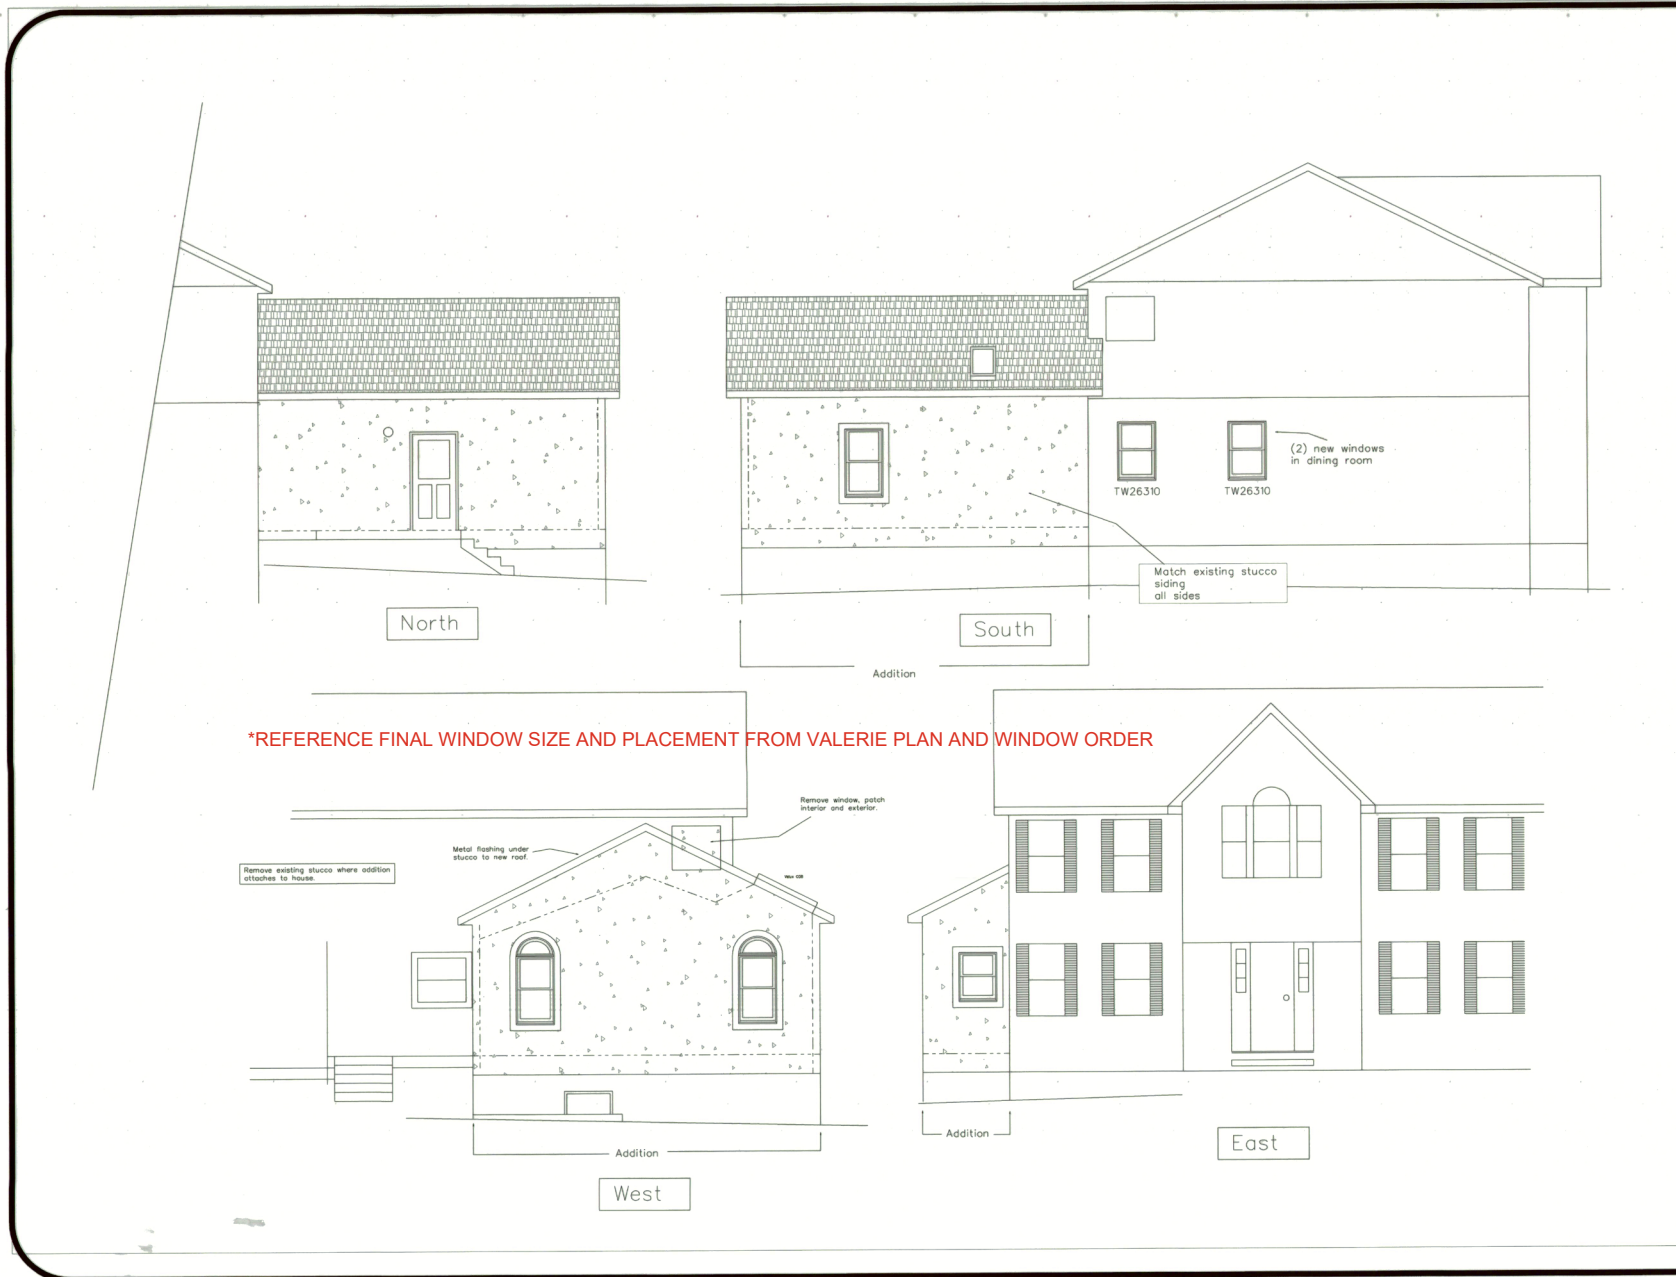 (2) new windows
in dining room
TW26310
TW26310
Match existing stucco
siding
all sides
North
South
Addition
*REFERENCE FINAL WINDOW SIZE AND PLACEMENT FROM VALERIE PLAN AND WINDOW ORDER
Remove window, patch
interior and exterior.
Metal flashing under
stucco to new roof.
Remove existing stucco where addition
attaches to house.
Addition
Addition
East
West